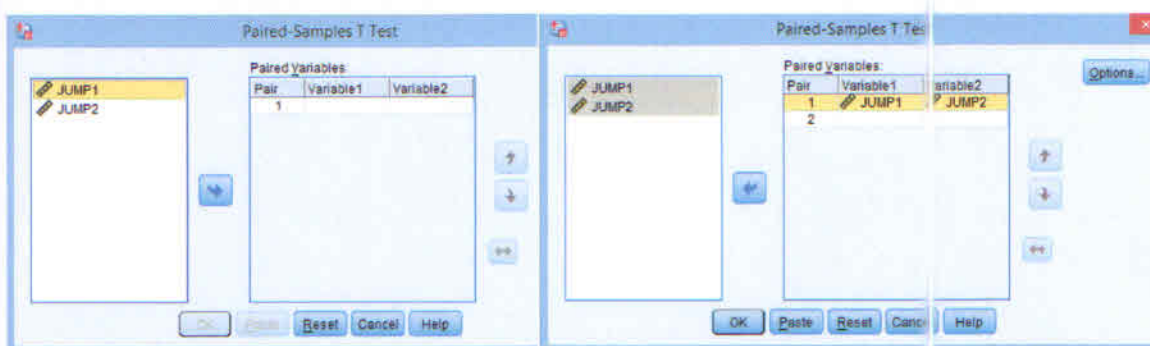 Paired-Samples T Test
JUMP1
JUMP2
Paired Variables
Pair Variable1 Variable2
1
Reset Cancel Help
Paired-Samples T Tes
JUMP1
JUMP2
Paired Variables:
Pair Variable1 ariable2
1 JUMP1 JUMP2
2
Options...
OK Paste Reset Cance Help